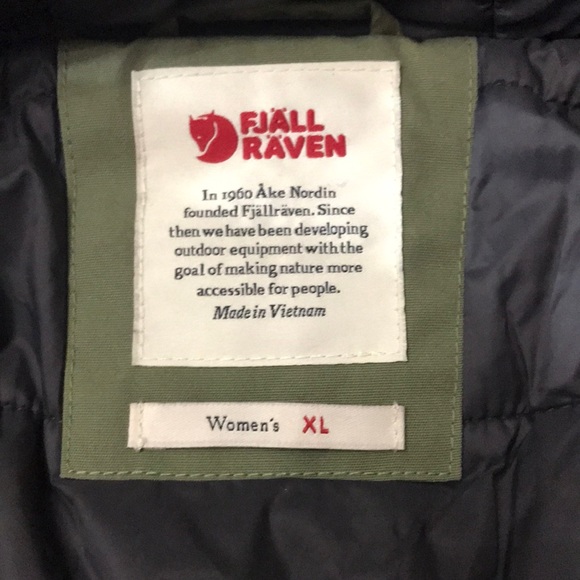 FJÄLL
RÄVEN
In 1960 Åke Nordin
founded Fjällräven. Since
then we have been developing
outdoor equipment with the
goal of making nature more
accessible for people.
Made in Vietnam
Women's XL